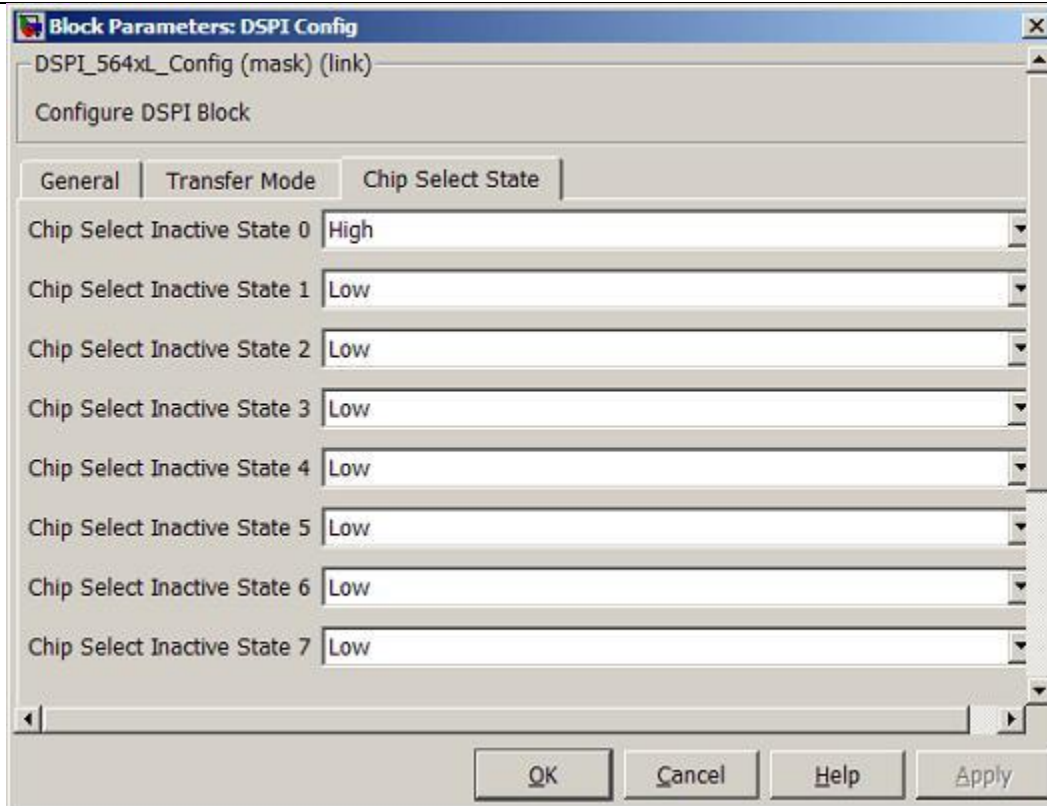 Block Parameters: DSPI Config
DSPI_564xL_Config (mask) (link)
Configure DSPI Block
General Transfer Mode Chip Select State
Chip Select Inactive State 0 High
Chip Select Inactive State 1 Low
Chip Select Inactive State 2 Low
Chip Select Inactive State 3 Low
Chip Select Inactive State 4 Low
Chip Select Inactive State 5 Low
Chip Select Inactive State 6 Low
Chip Select Inactive State 7 Low
OK Cancel Help Apply